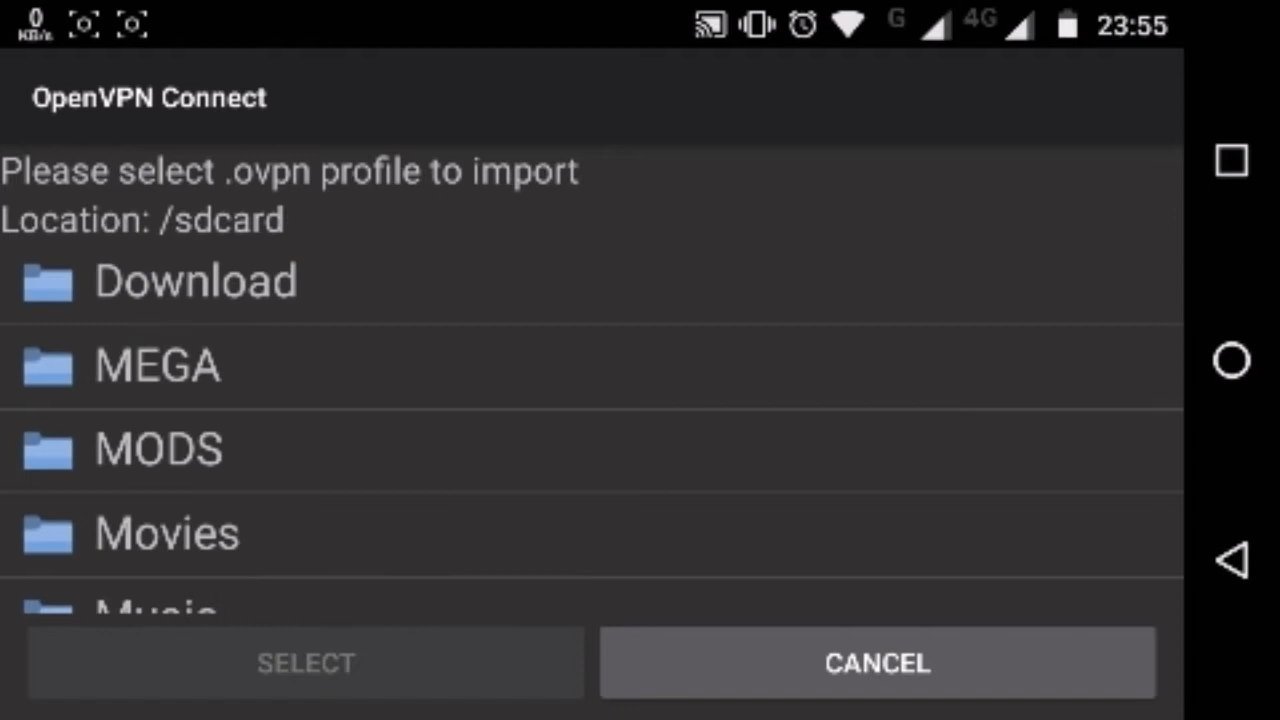 0
KB/s
G 4G 23:55
OpenVPN Connect
Please select .ovpn profile to import
Location: /sdcard
Download
MEGA
MODS
Movies
Music
SELECT CANCEL